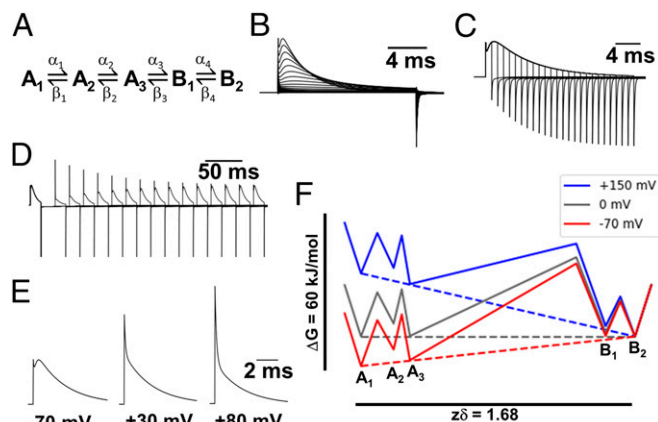 A
α1 α2 α3 α4
A1 ⇌ A2 ⇌ A3 ⇌ B1 ⇌ B2
β1 β2 β3 β4
B
4 ms
C
4 ms
D
50 ms
E
2 ms
+30 mV +80 mV
F
+150 mV
0 mV
-70 mV
ΔG = 60 kJ/mol
A1 A2 A3 B1 B2
zδ = 1.68